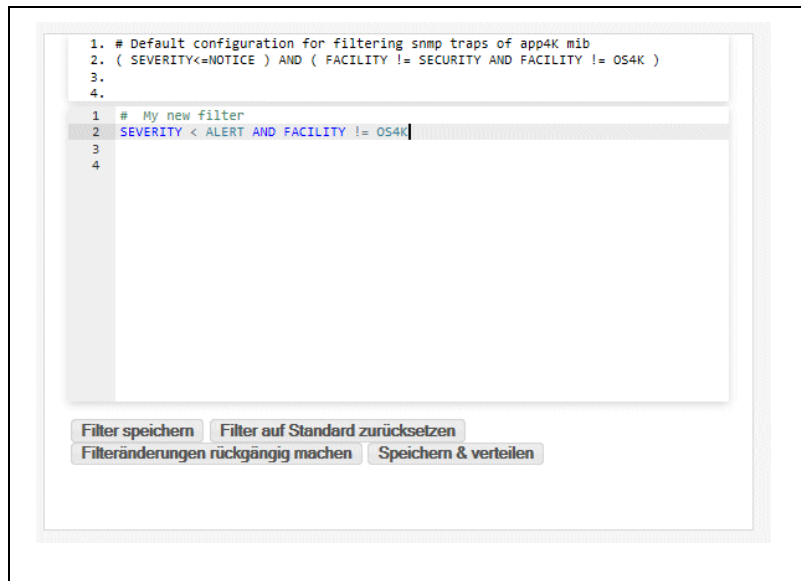 1. # Default configuration for filtering snmp traps of app4K mib
2. ( SEVERITY<=NOTICE ) AND ( FACILITY != SECURITY AND FACILITY != OS4K )
3.
4.
1 # My new filter
2 SEVERITY < ALERT AND FACILITY != OS4K
3
4
Filter speichern Filter auf Standard zurücksetzen
Filteränderungen rückgängig machen Speichern & verteilen